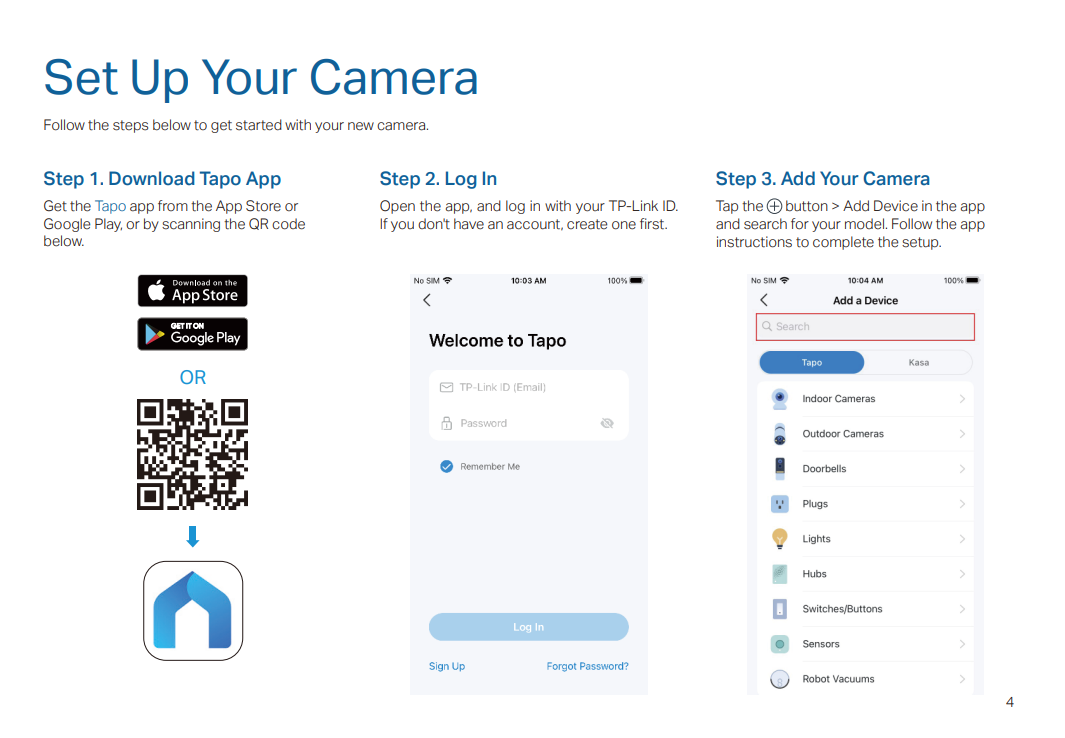 Set Up Your Camera
Follow the steps below to get started with your new camera.
Step 1. Download Tapo App
Get the Tapo app from the App Store or
Google Play, or by scanning the QR code
below.
Download on the
App Store
GET IT ON
Google Play
OR
Step 2. Log In
Open the app, and log in with your TP-Link ID.
If you don't have an account, create one first.
No SIM 10:03 AM 100%
Welcome to Tapo
TP-Link ID (Email)
Password
Remember Me
Log In
Sign Up Forgot Password?
Step 3. Add Your Camera
Tap the ⊕ button > Add Device in the app
and search for your model. Follow the app
instructions to complete the setup.
No SIM 10:04 AM 100%
Add a Device
Search
Tapo Kasa
Indoor Cameras
Outdoor Cameras
Doorbells
Plugs
Lights
Hubs
Switches/Buttons
Sensors
Robot Vacuums
4